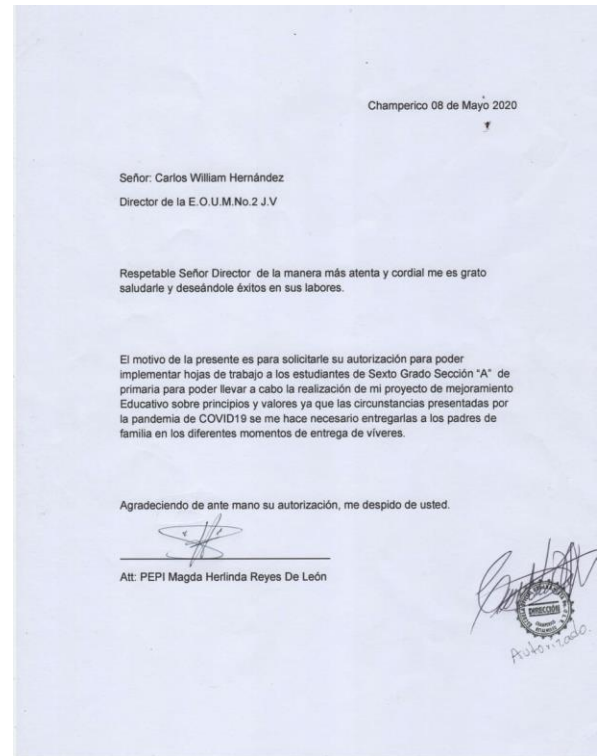 Champerico 08 de Mayo 2020
Señor: Carlos William Hernández
Director de la E.O.U.M.No.2 J.V
Respetable Señor Director de la manera más atenta y cordial me es grato
saludarle y deseándole éxitos en sus labores.
El motivo de la presente es para solicitarle su autorización para poder
implementar hojas de trabajo a los estudiantes de Sexto Grado Sección "A" de
primaria para poder llevar a cabo la realización de mi proyecto de mejoramiento
Educativo sobre principios y valores ya que las circunstancias presentadas por
la pandemia de COVID19 se me hace necesario entregarlas a los padres de
familia en los diferentes momentos de entrega de víveres.
Agradeciendo de ante mano su autorización, me despido de usted.
Att: PEPI Magda Herlinda Reyes De León
DIRECCIÓN
Autorizado.